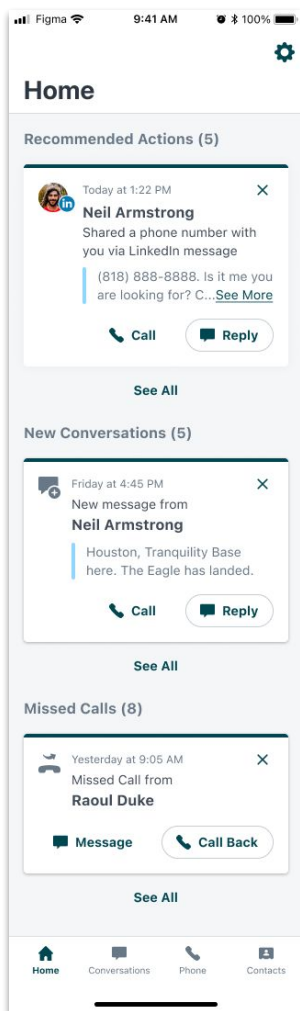 Figma 9:41 AM 100%
Home
Recommended Actions (5)
Today at 1:22 PM
in
Neil Armstrong
Shared a phone number with
you via LinkedIn message
(818) 888-8888. Is it me you
are looking for? C...See More
Call Reply
See All
New Conversations (5)
Friday at 4:45 PM
New message from
Neil Armstrong
Houston, Tranquility Base
here. The Eagle has landed.
Call Reply
See All
Missed Calls (8)
Yesterday at 9:05 AM
Missed Call from
Raoul Duke
Message Call Back
See All
Home Conversations Phone Contacts